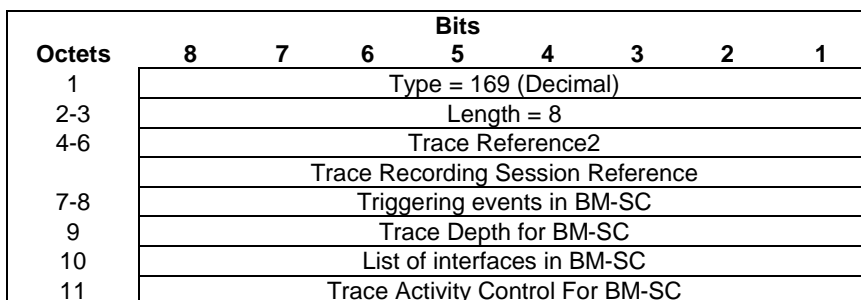 Bits
Octets 8 7 6 5 4 3 2 1
1 Type = 169 (Decimal)
2-3 Length = 8
4-6 Trace Reference2
Trace Recording Session Reference
7-8 Triggering events in BM-SC
9 Trace Depth for BM-SC
10 List of interfaces in BM-SC
11 Trace Activity Control For BM-SC